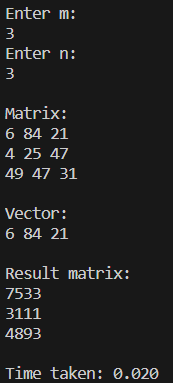 Enter m:
3
Enter n:
3
Matrix:
6 84 21
4 25 47
49 47 31
Vector:
6 84 21
Result matrix:
7533
3111
4893
Time taken: 0.020